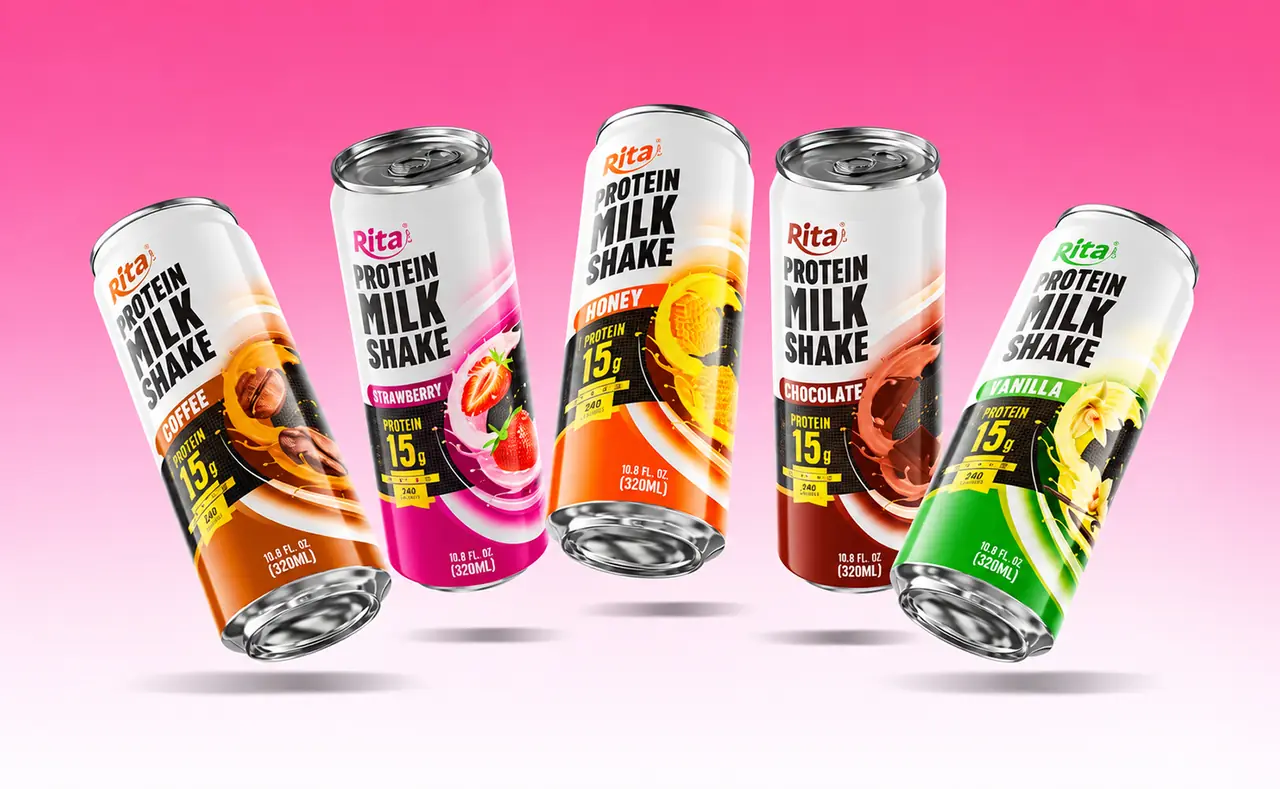 Rita
PROTEIN
MILK
SHAKE
COFFEE
PROTEIN
15g
240
10.8 FL. OZ
(320ML)
Rita
PROTEIN
MILK
SHAKE
STRAWBERRY
PROTEIN
15g
240
CALORIES
10.8 FL. OZ
(320ML)
Rita
PROTEIN
MILK
SHAKE
HONEY
PROTEIN
15g
240
CALORIES
10.8 FL. OZ
(320ML)
Rita
PROTEIN
MILK
SHAKE
CHOCOLATE
PROTEIN
15g
240
CALORIES
10.8 FL. OZ
(320ML)
Rita
PROTEIN
MILK
SHAKE
VANILLA
PROTEIN
15g
240
10.8 FL. OZ
(320ML)